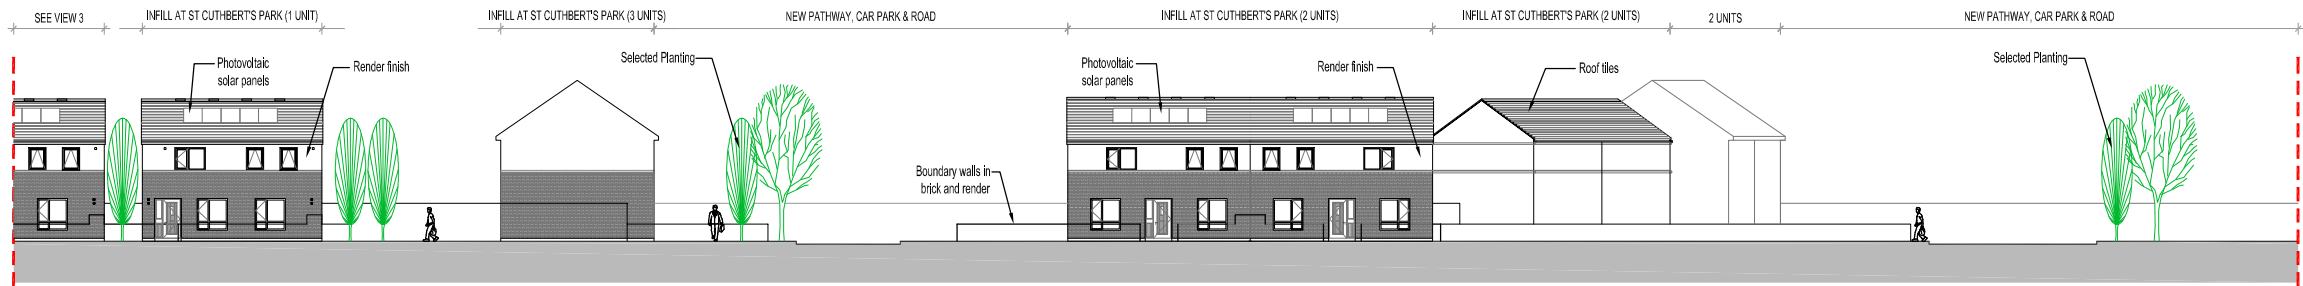 SEE VIEW 3
INFILL AT ST CUTHBERT'S PARK (1 UNIT)
INFILL AT ST CUTHBERT'S PARK (3 UNITS)
NEW PATHWAY, CAR PARK & ROAD
INFILL AT ST CUTHBERT'S PARK (2 UNITS)
INFILL AT ST CUTHBERT'S PARK (2 UNITS)
2 UNITS
NEW PATHWAY, CAR PARK & ROAD
Photovoltaic
solar panels
Render finish
Selected Planting
Boundary walls in
brick and render
Photovoltaic
solar panels
Render finish
Roof tiles
Selected Planting